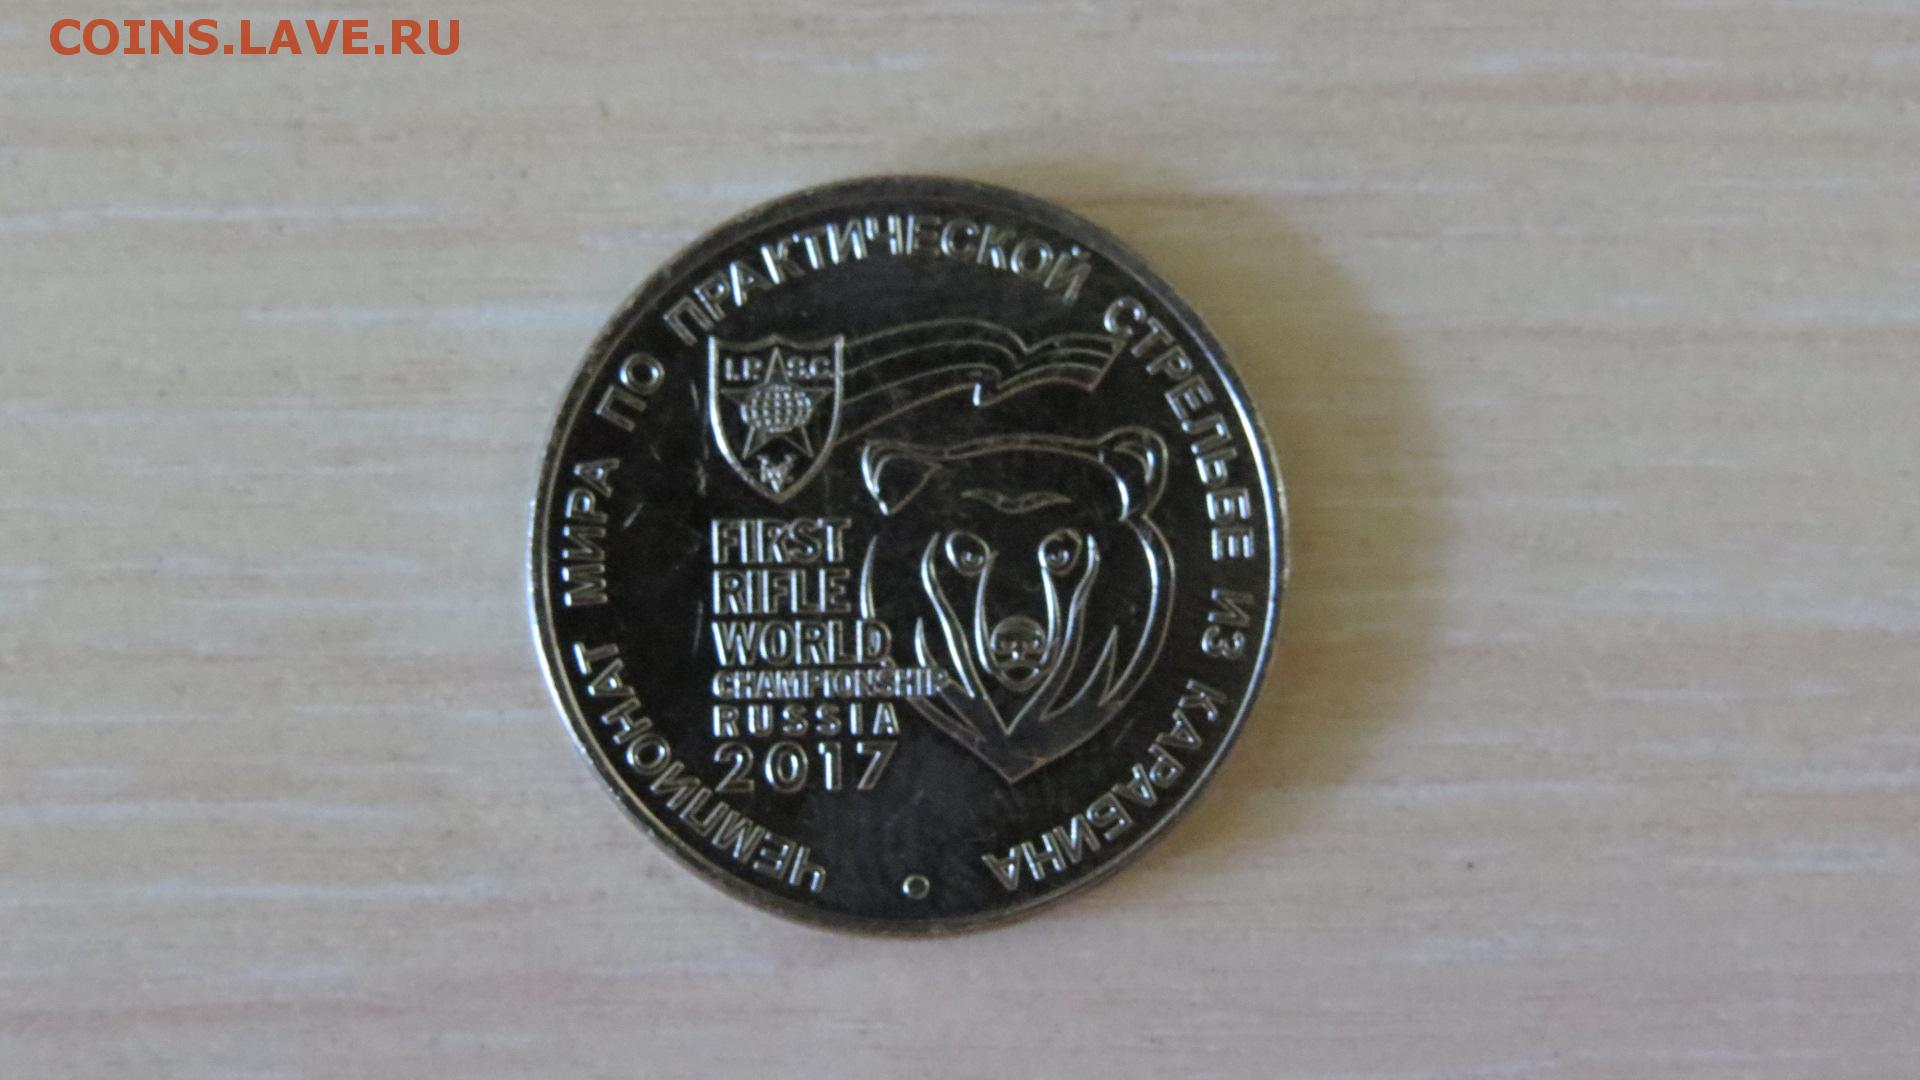 COINS.LAVE.RU
ЧЕМПИОНАТ МИРА ПО ПРАКТИЧЕСКОЙ СТРЕЛЬБЕ ИЗ КАРАБИНА
I.P.S.C.
FIRST
RIFLE
WORLD
CHAMPIONSHIP
RUSSIA
2017